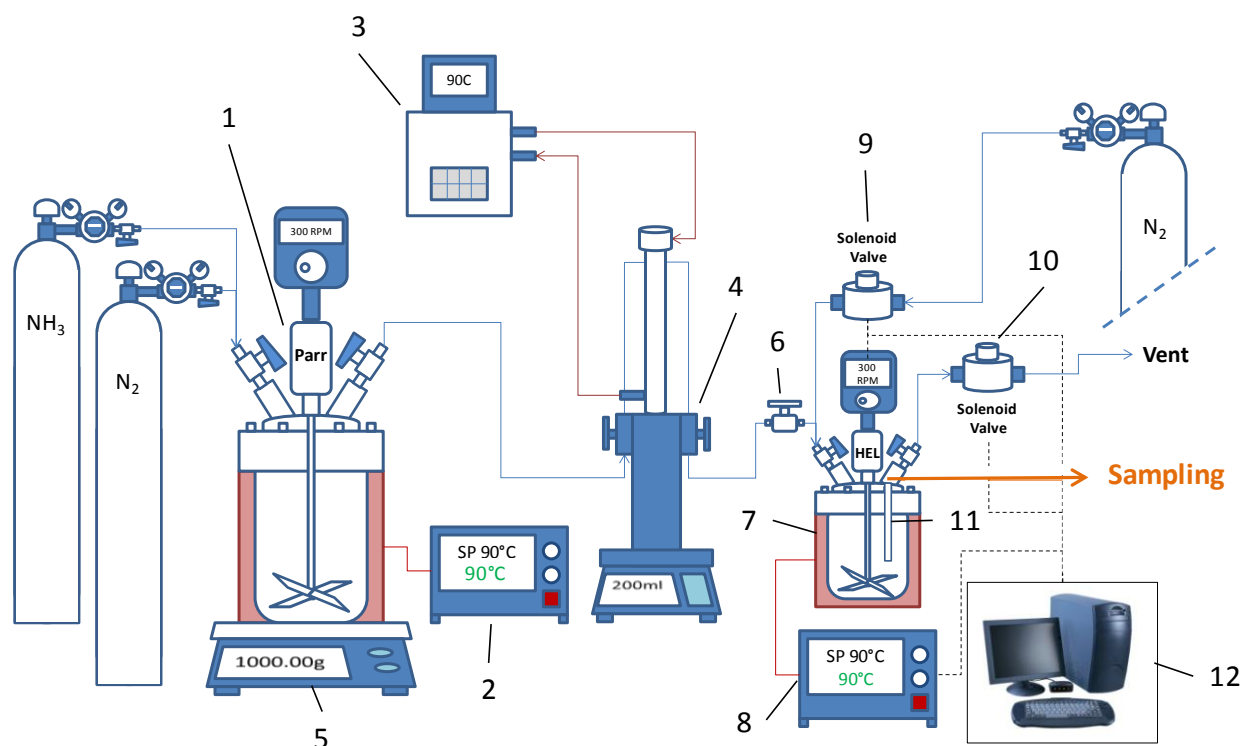 3
90C
1
9
N2
300 RPM
Solenoid
Valve
10
NH3
4
Parr
N2
Vent
6
300
RPM
Solenoid
Valve
HEL
Sampling
7
11
SP 90°C
90°C
200ml
1000.00g
SP 90°C
90°C
12
2
8
5